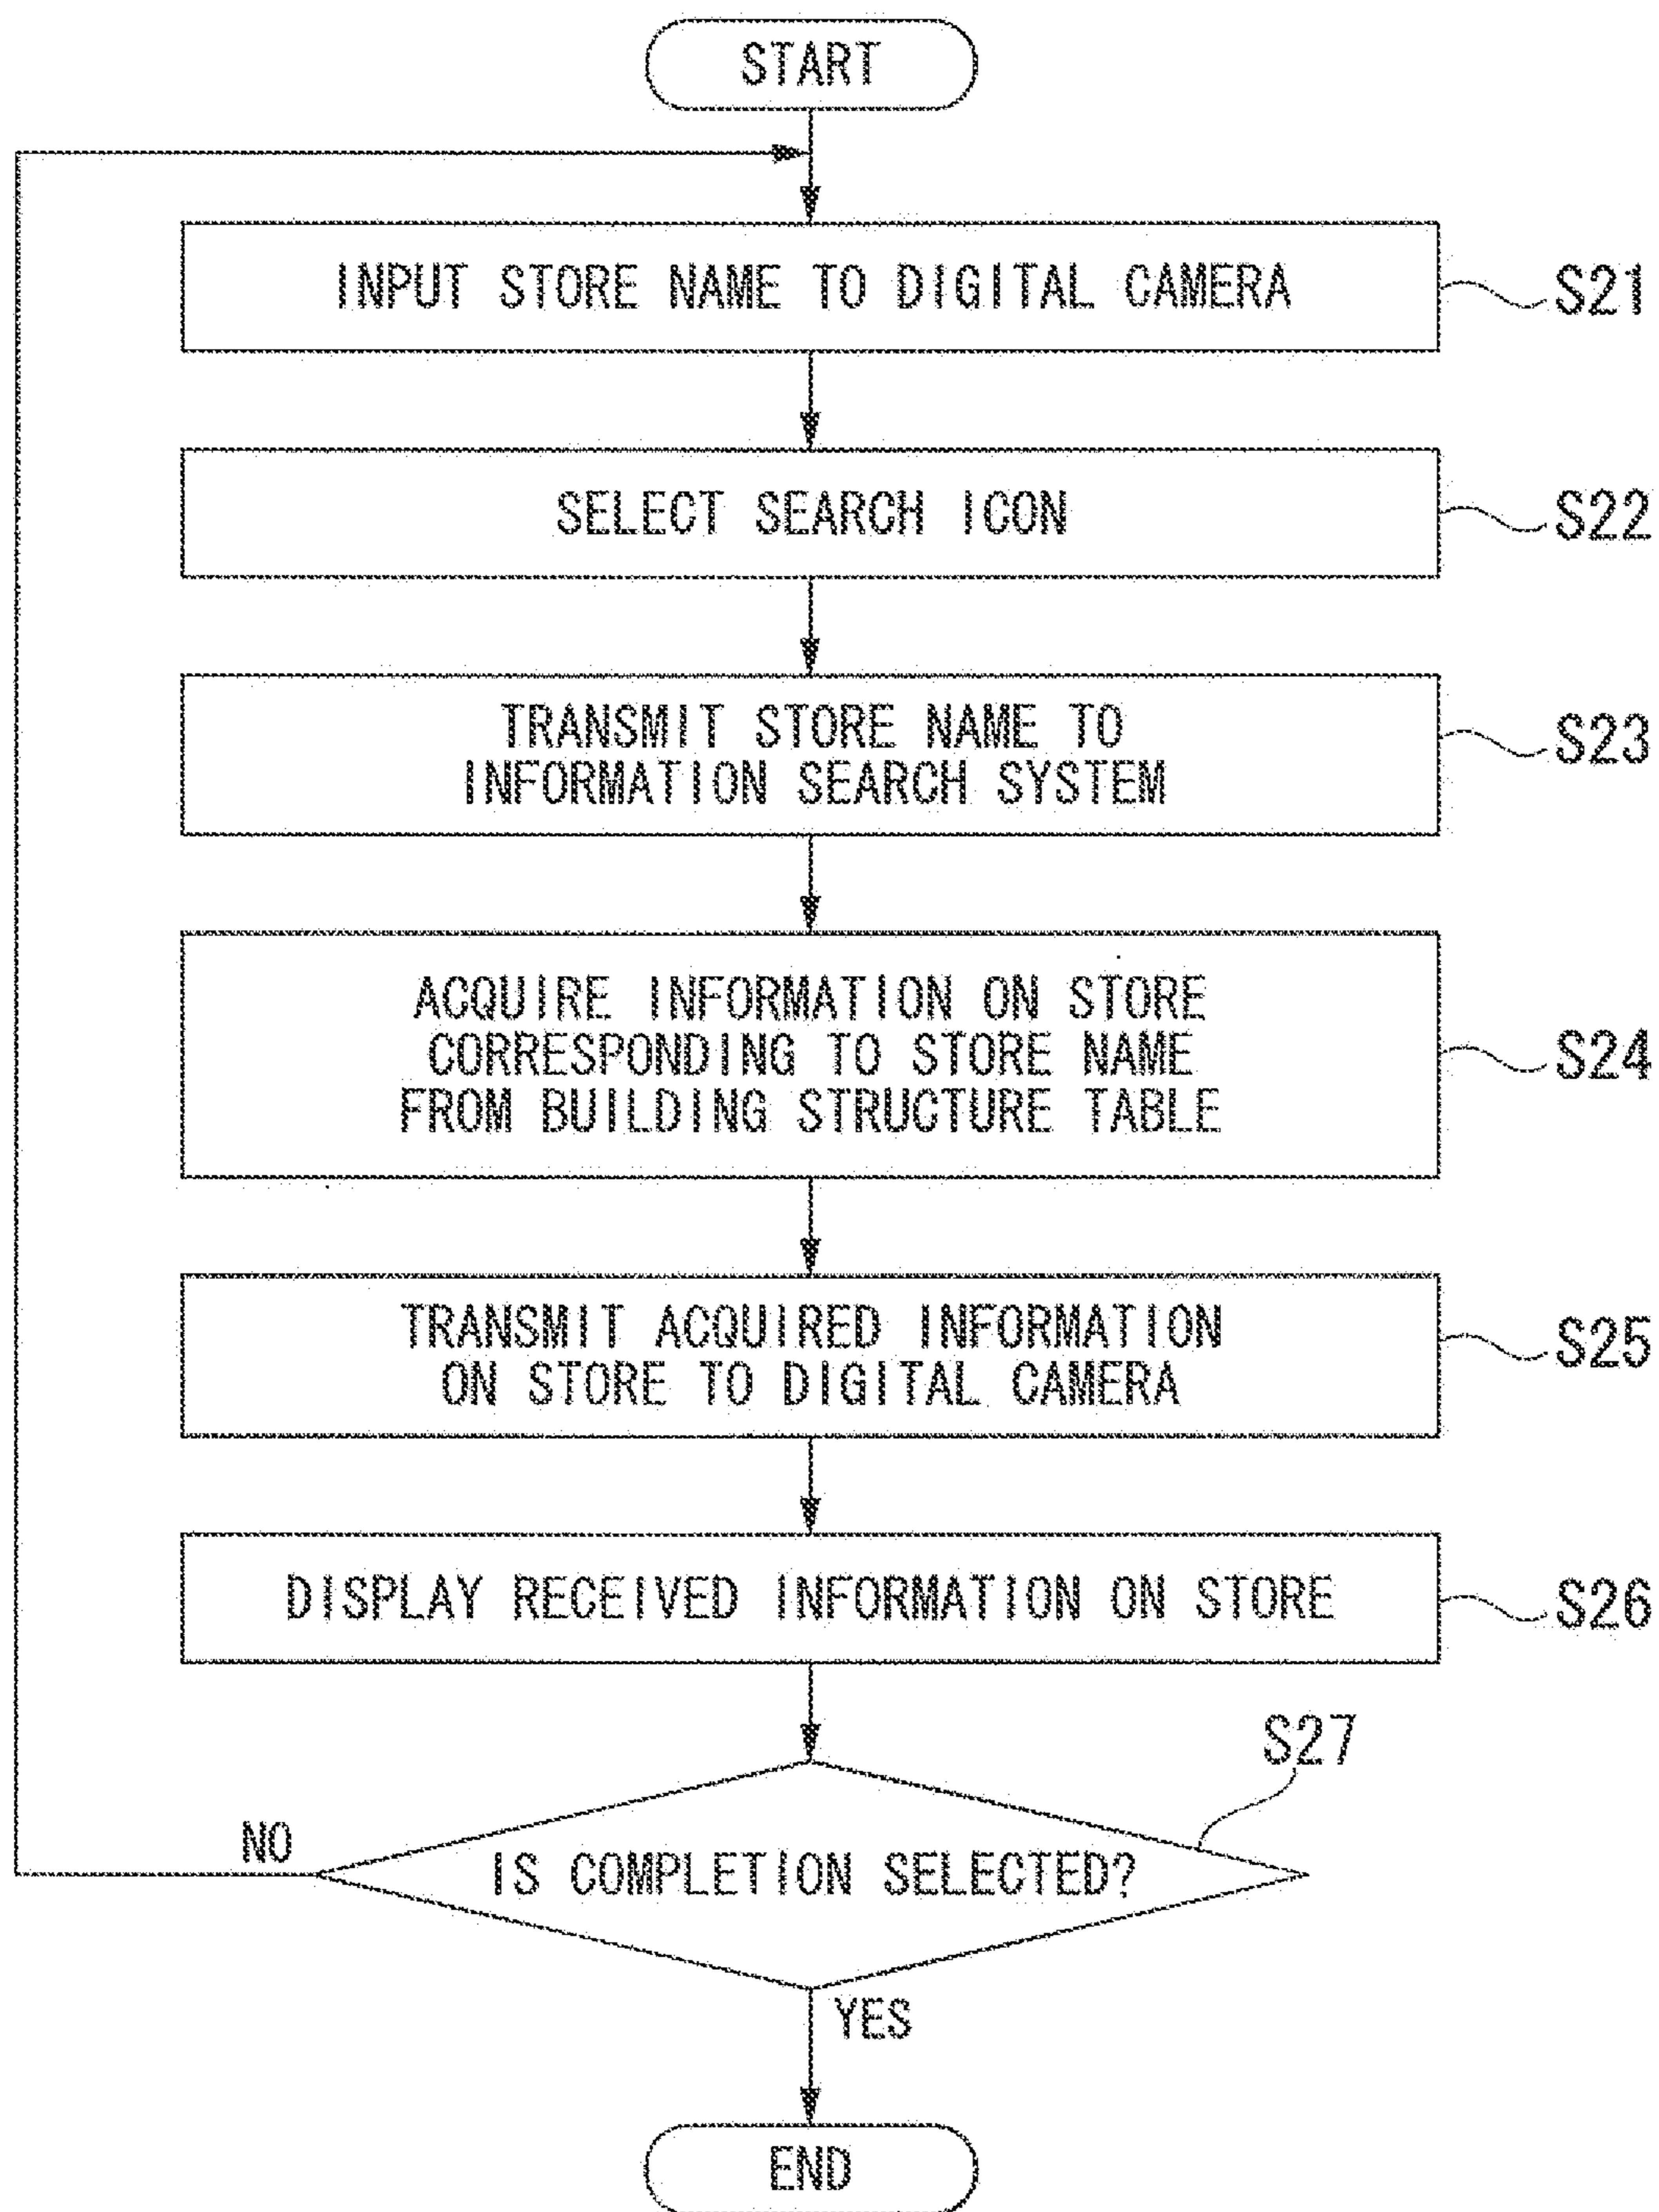 START
INPUT STORE NAME TO DIGITAL CAMERA
S21
SELECT SEARCH ICON
S22
TRANSMIT STORE NAME TO
INFORMATION SEARCH SYSTEM
S23
ACQUIRE INFORMATION ON STORE
CORRESPONDING TO STORE NAME
FROM BUILDING STRUCTURE TABLE
S24
TRANSMIT ACQUIRED INFORMATION
ON STORE TO DIGITAL CAMERA
S25
DISPLAY RECEIVED INFORMATION ON STORE
S26
S27
NO
IS COMPLETION SELECTED?
YES
END